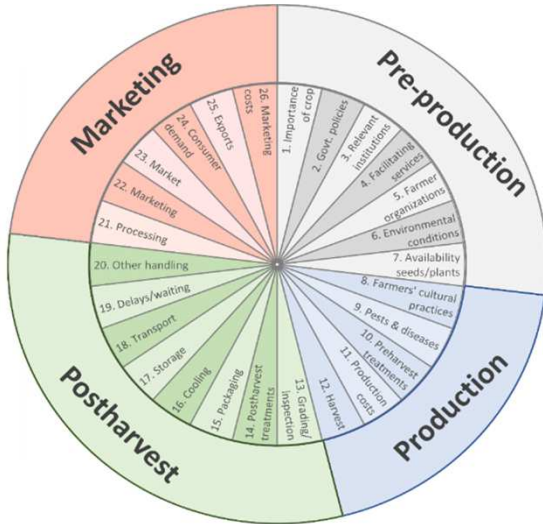 Marketing
Pre-production
Production
Postharvest
1. Importance
of crop
2. Govt. policies
3. Relevant
institutions
4. Facilitating
services
5. Farmer
organizations
6. Environmental
conditions
7. Availability
seeds/plants
8. Farmers' cultural
practices
9. Pests & diseases
10. Preharvest
treatments
11. Production
costs
12. Harvest
13. Grading/
inspection
14. Postharvest
treatments
15. Packaging
16. Cooling
17. Storage
18. Transport
19. Delays/waiting
20. Other handling
21. Processing
22. Marketing
23. Market
24. Consumer
demand
25. Exports
26. Marketing
costs